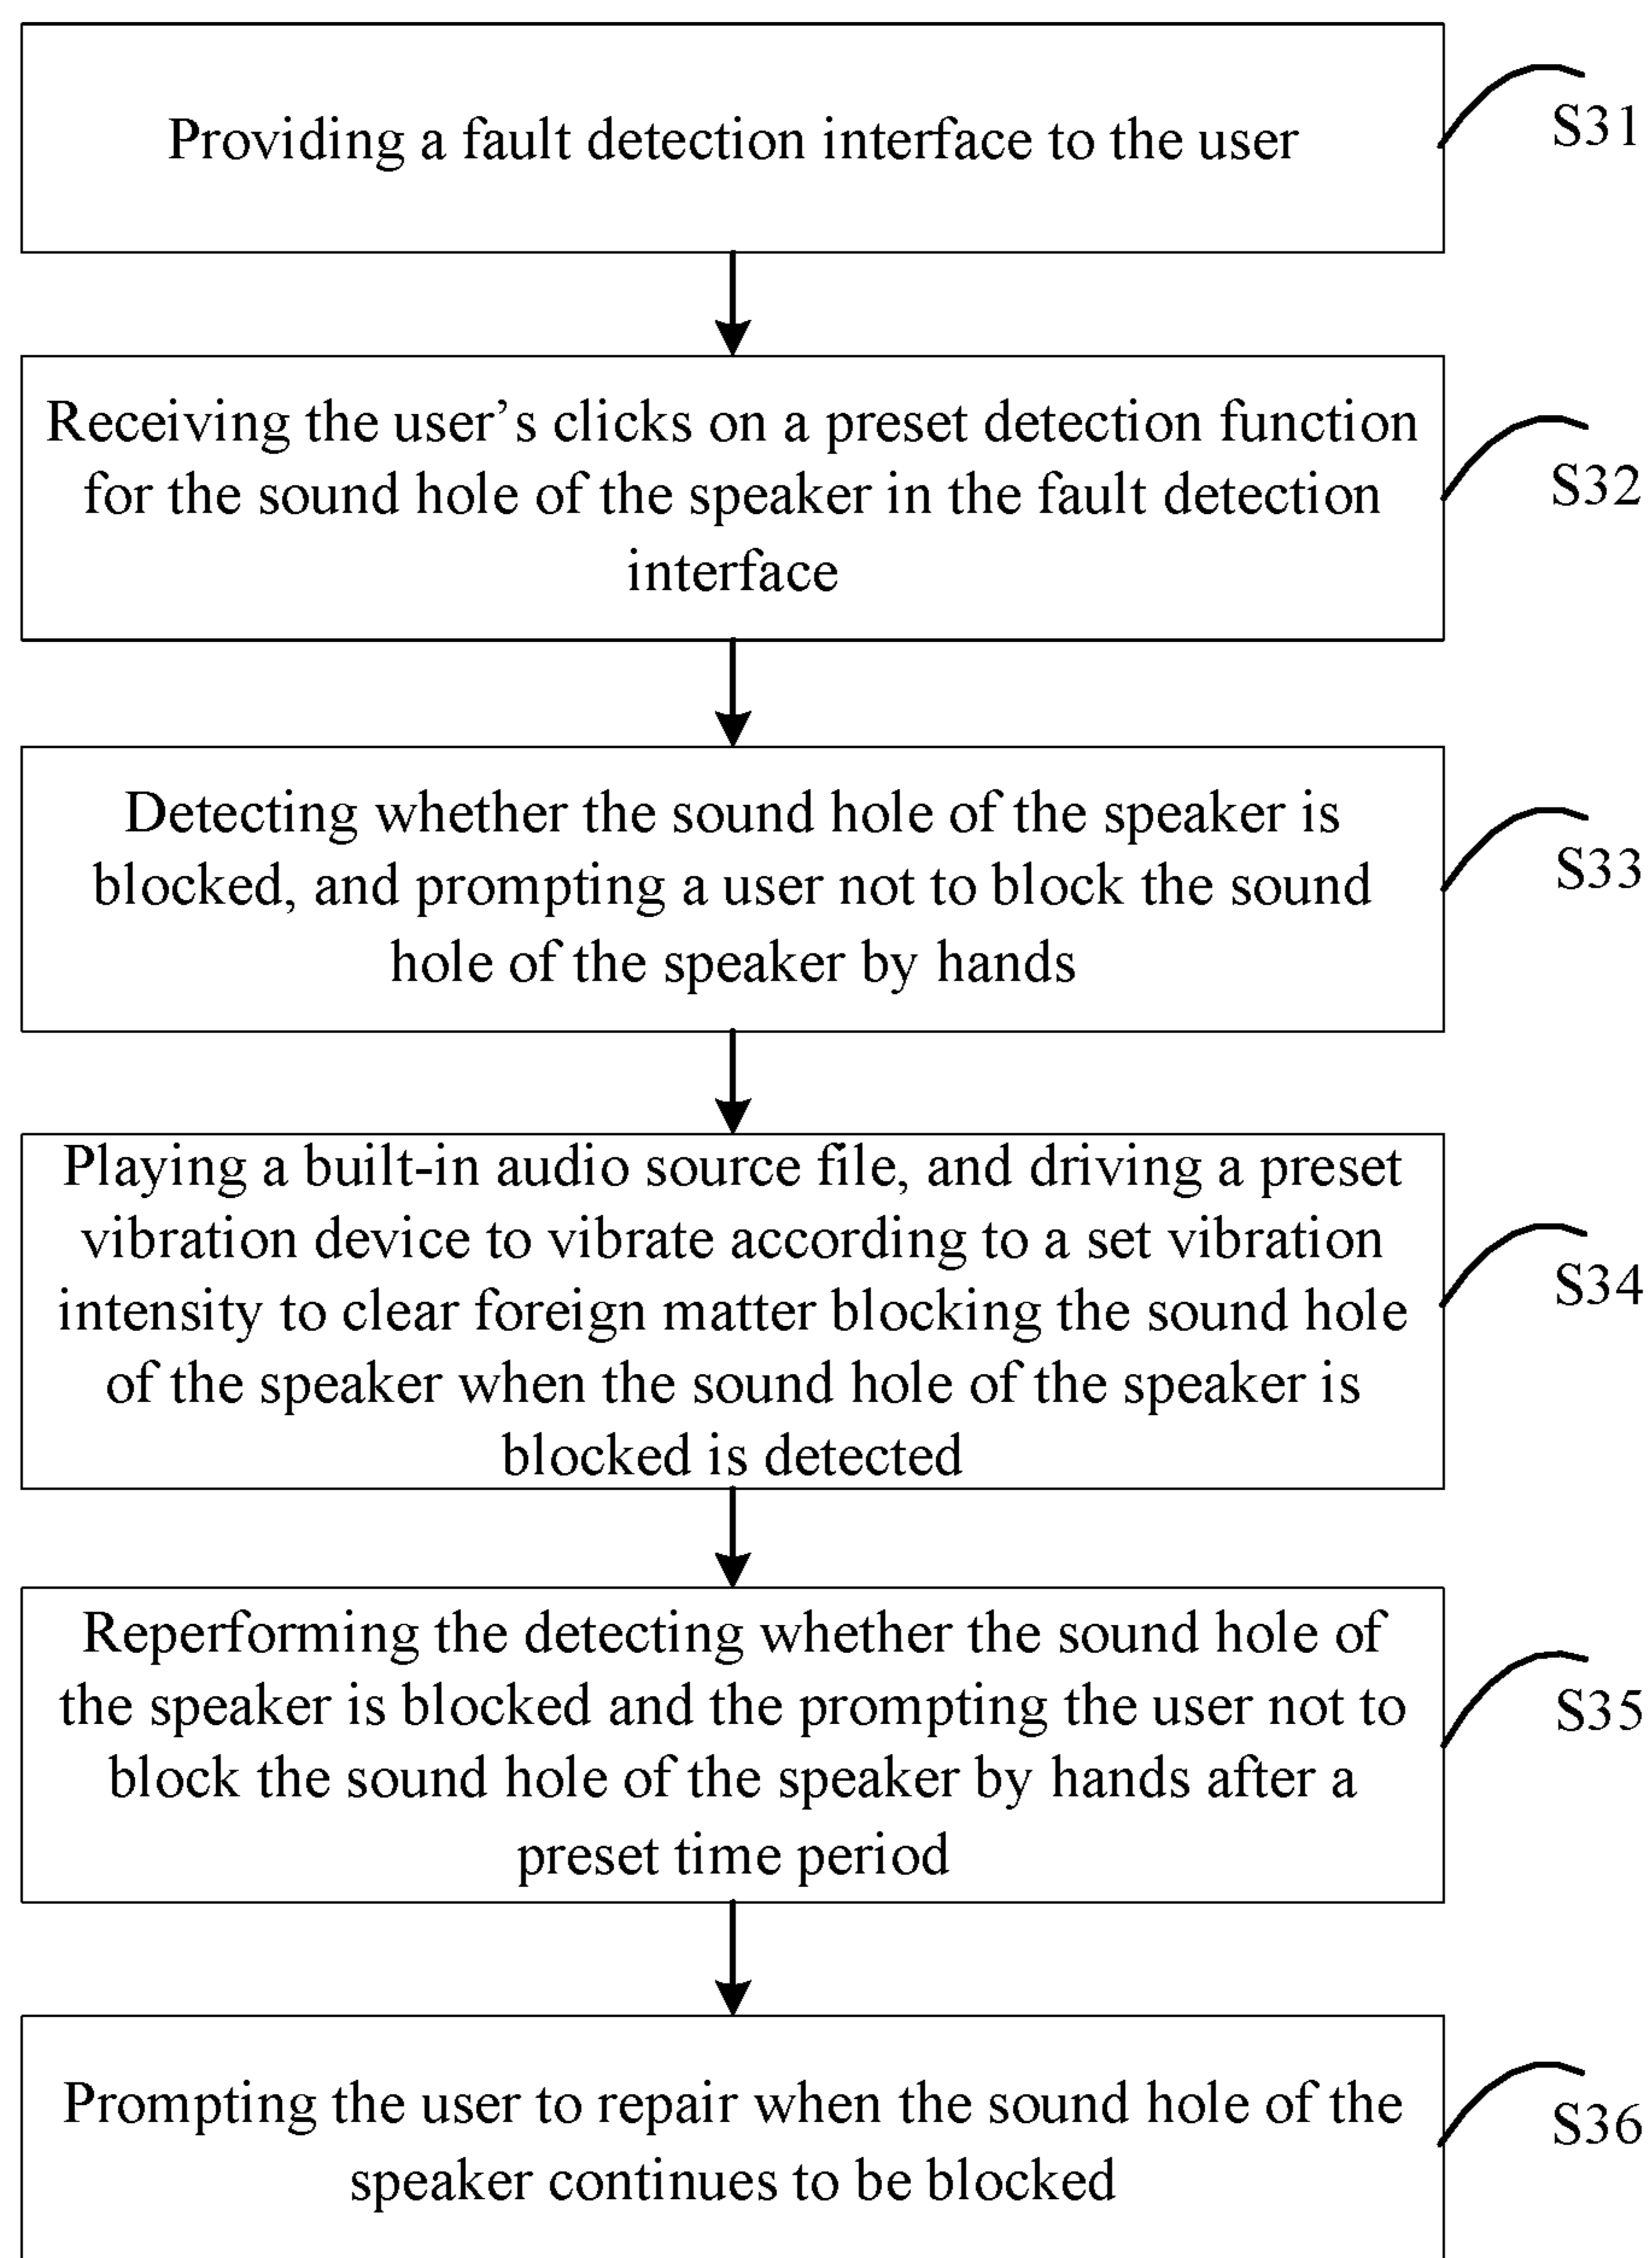 Providing a fault detection interface to the user
S31
Receiving the user’s clicks on a preset detection function
for the sound hole of the speaker in the fault detection
interface
S32
Detecting whether the sound hole of the speaker is
blocked, and prompting a user not to block the sound
hole of the speaker by hands
S33
Playing a built-in audio source file, and driving a preset
vibration device to vibrate according to a set vibration
intensity to clear foreign matter blocking the sound hole
of the speaker when the sound hole of the speaker is
blocked is detected
S34
Reperforming the detecting whether the sound hole of
the speaker is blocked and the prompting the user not to
block the sound hole of the speaker by hands after a
preset time period
S35
Prompting the user to repair when the sound hole of the
speaker continues to be blocked
S36